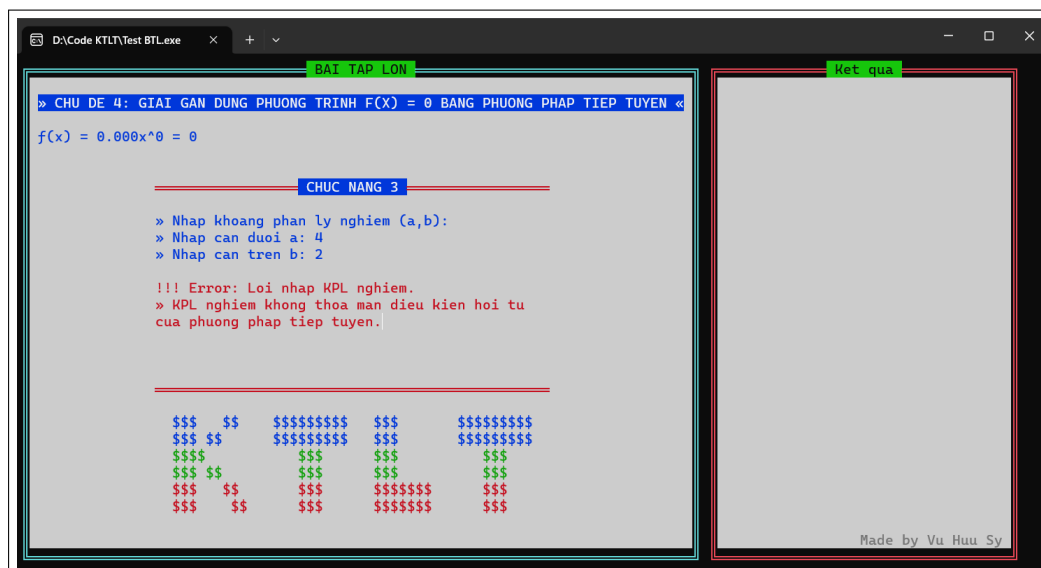 D:\Code KTLT\Test BTL.exe
BAI TAP LON
» CHU DE 4: GIAI GAN DUNG PHUONG TRINH F(X) = 0 BANG PHUONG PHAP TIEP TUYEN «
ƒ(x) = 0.000x^0 = 0
CHUC NANG 3
» Nhap khoang phan ly nghiem (a,b):
» Nhap can duoi a: 4
» Nhap can tren b: 2
!!! Error: Loi nhap KPL nghiem.
» KPL nghiem khong thoa man dieu kien hoi tu
cua phuong phap tiep tuyen.
$$$   $$    $$$$$$$$$   $$$       $$$$$$$$$
$$$ $$      $$$$$$$$$   $$$       $$$$$$$$$
$$$$           $$$      $$$          $$$
$$$ $$         $$$      $$$          $$$
$$$   $$       $$$      $$$$$$$      $$$
$$$    $$      $$$      $$$$$$$      $$$
Ket qua
Made by Vu Huu Sy